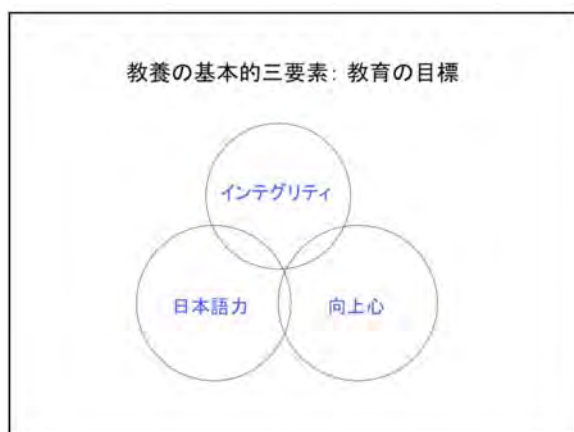 教養の基本的三要素: 教育の目標
インテグリティ
日本語力
向上心